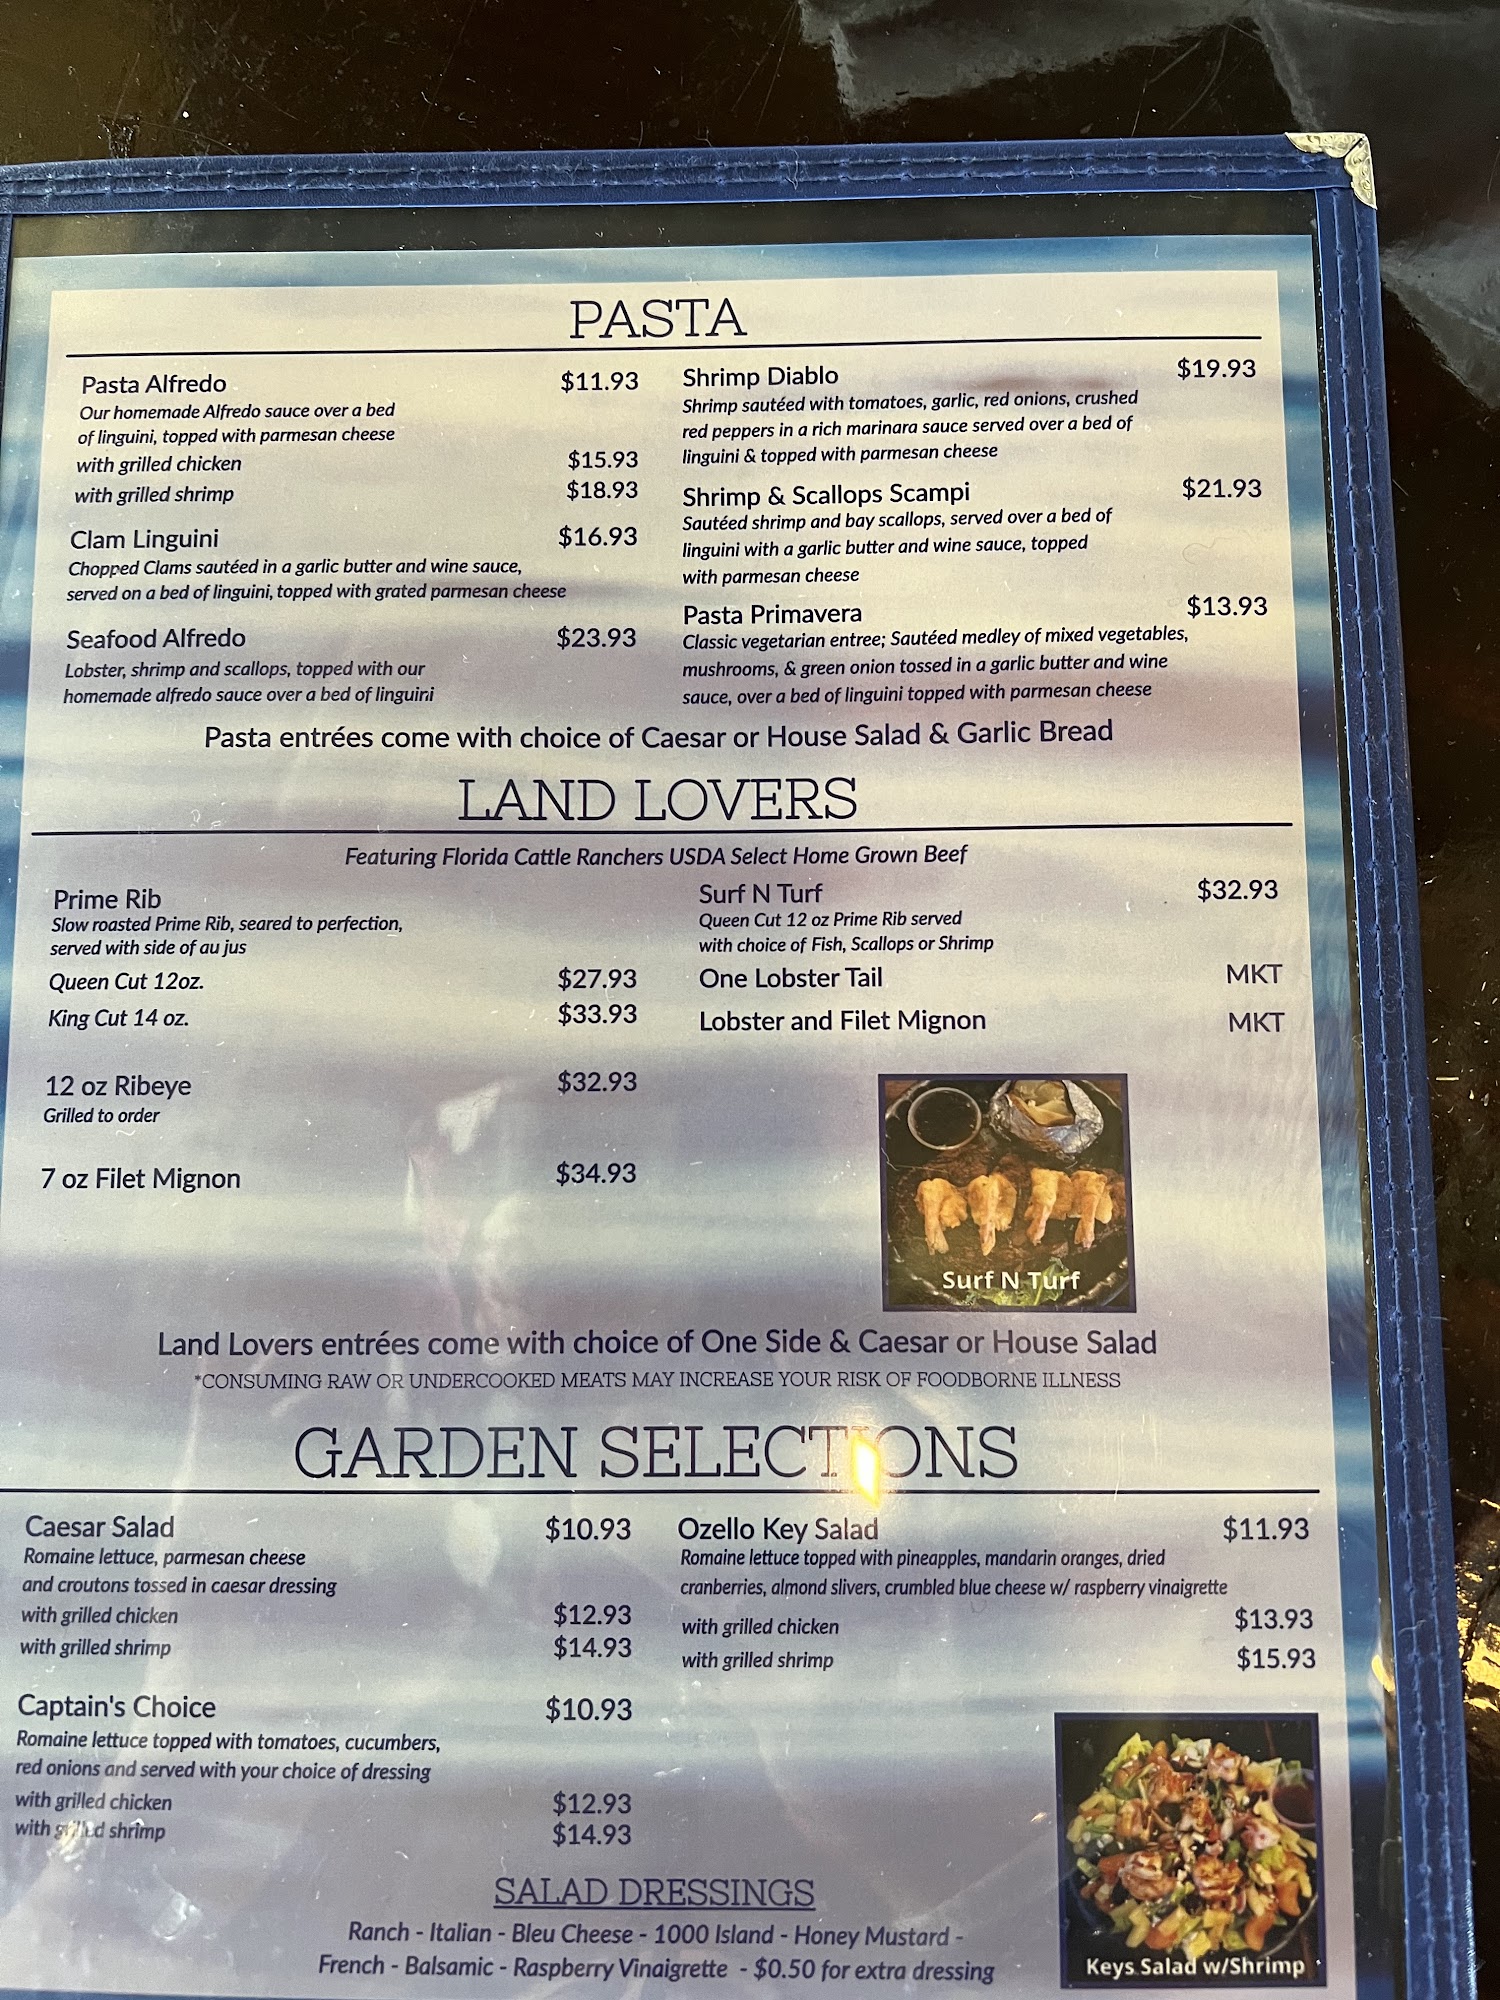 PASTA
Pasta Alfredo $11.93
Our homemade Alfredo sauce over a bed
of linguini, topped with parmesan cheese
with grilled chicken $15.93
with grilled shrimp $18.93
Clam Linguini $16.93
Chopped Clams sautéed in a garlic butter and wine sauce,
served on a bed of linguini, topped with grated parmesan cheese
Seafood Alfredo $23.93
Lobster, shrimp and scallops, topped with our
homemade alfredo sauce over a bed of linguini
Shrimp Diablo $19.93
Shrimp sautéed with tomatoes, garlic, red onions, crushed
red peppers in a rich marinara sauce served over a bed of
linguini & topped with parmesan cheese
Shrimp & Scallops Scampi $21.93
Sautéed shrimp and bay scallops, served over a bed of
linguini with a garlic butter and wine sauce, topped
with parmesan cheese
Pasta Primavera $13.93
Classic vegetarian entree; Sautéed medley of mixed vegetables,
mushrooms, & green onion tossed in a garlic butter and wine
sauce, over a bed of linguini topped with parmesan cheese
Pasta entrées come with choice of Caesar or House Salad & Garlic Bread
LAND LOVERS
Featuring Florida Cattle Ranchers USDA Select Home Grown Beef
Prime Rib
Slow roasted Prime Rib, seared to perfection,
served with side of au jus
Queen Cut 12oz. $27.93
King Cut 14 oz. $33.93
12 oz Ribeye $32.93
Grilled to order
7 oz Filet Mignon $34.93
Surf N Turf $32.93
Queen Cut 12 oz Prime Rib served
with choice of Fish, Scallops or Shrimp
One Lobster Tail MKT
Lobster and Filet Mignon MKT
Surf N Turf
Land Lovers entrées come with choice of One Side & Caesar or House Salad
*CONSUMING RAW OR UNDERCOOKED MEATS MAY INCREASE YOUR RISK OF FOODBORNE ILLNESS
GARDEN SELECTIONS
Caesar Salad $10.93
Romaine lettuce, parmesan cheese
and croutons tossed in caesar dressing
with grilled chicken $12.93
with grilled shrimp $14.93
Captain's Choice $10.93
Romaine lettuce topped with tomatoes, cucumbers,
red onions and served with your choice of dressing
with grilled chicken $12.93
with grilled shrimp $14.93
Ozello Key Salad $11.93
Romaine lettuce topped with pineapples, mandarin oranges, dried
cranberries, almond slivers, crumbled blue cheese w/ raspberry vinaigrette
with grilled chicken $13.93
with grilled shrimp $15.93
Keys Salad w/Shrimp
SALAD DRESSINGS
Ranch - Italian - Bleu Cheese - 1000 Island - Honey Mustard -
French - Balsamic - Raspberry Vinaigrette - $0.50 for extra dressing